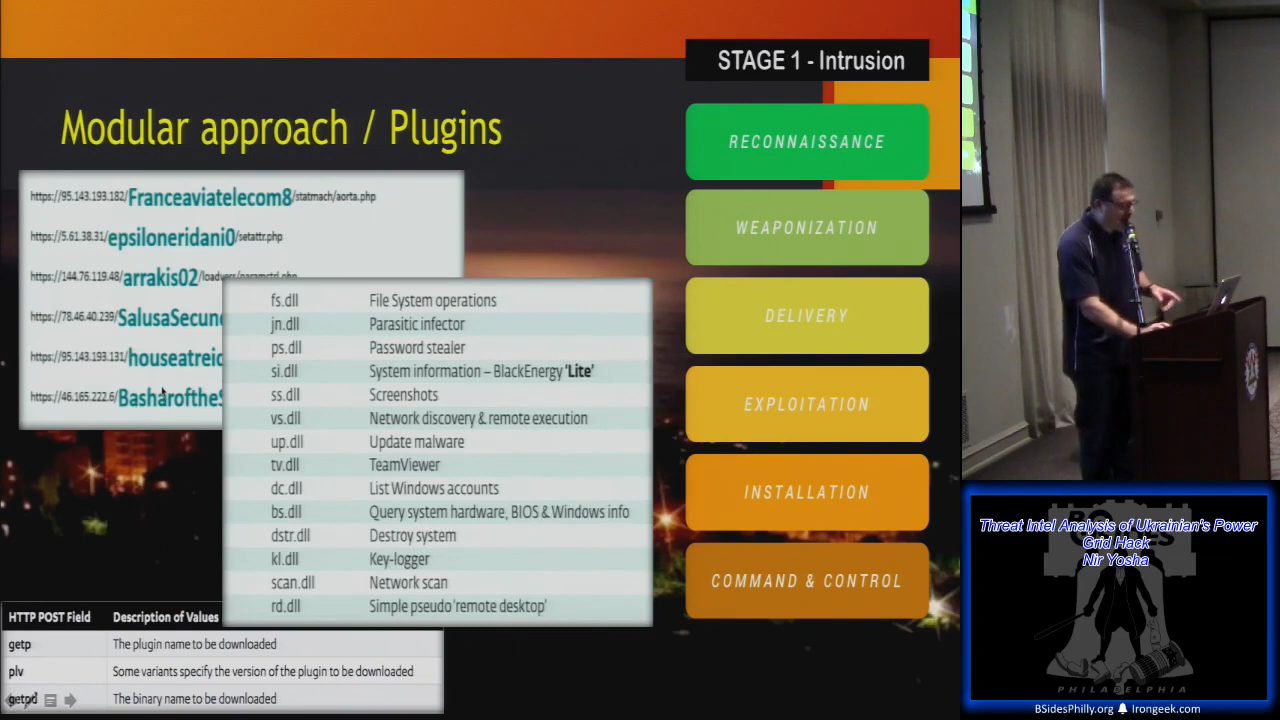 STAGE 1 - Intrusion
Modular approach / Plugins
RECONNAISSANCE
WEAPONIZATION
DELIVERY
EXPLOITATION
INSTALLATION
COMMAND & CONTROL
https://95.143.193.182/Franceaviatelecom8/statmach/aorta.php
https://5.61.38.31/epsiloneridani0/setattr.php
https://144.76.119.48/arrakis02/loadvers/paramctrl.php
https://78.46.40.239/SalusaSecun
https://95.143.193.131/houseatreid
https://46.165.222.6/BasharoftheS
fs.dll File System operations
jn.dll Parasitic infector
ps.dll Password stealer
si.dll System information – BlackEnergy 'Lite'
ss.dll Screenshots
vs.dll Network discovery & remote execution
up.dll Update malware
tv.dll TeamViewer
dc.dll List Windows accounts
bs.dll Query system hardware, BIOS & Windows info
dstr.dll Destroy system
kl.dll Key-logger
scan.dll Network scan
rd.dll Simple pseudo 'remote desktop'
HTTP POST Field Description of Values
getp The plugin name to be downloaded
plv Some variants specify the version of the plugin to be downloaded
getpd The binary name to be downloaded
Threat Intel Analysis of Ukrainian's Power
Grid Hack
Nir Yosha
PHILADELPHIA
BSidesPhilly.org Irongeek.com